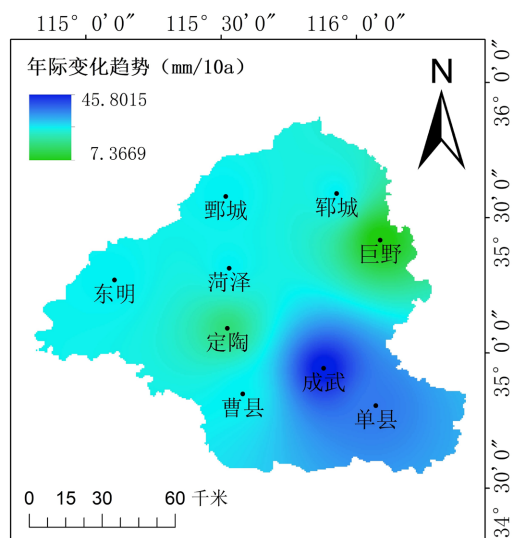 115° 0′0″ 115° 30′0″ 116° 0′0″
年际变化趋势（mm/10a）
45.8015
7.3669
N
36° 0′0″
鄄城
郓城
35° 30′0″
巨野
菏泽
东明
定陶
35° 0′0″
成武
曹县
单县
34° 30′0″
0 15 30 60 千米